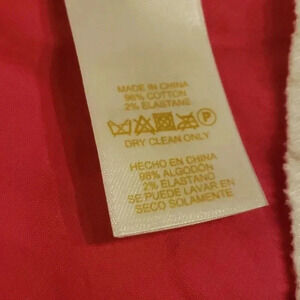 MADE IN CHINA
98% COTTON
2% ELASTANE
P
DRY CLEAN ONLY
HECHO EN CHINA
98% ALGODÓN
2% ELASTANO
SE PUEDE LAVAR EN
SECO SOLAMENTE